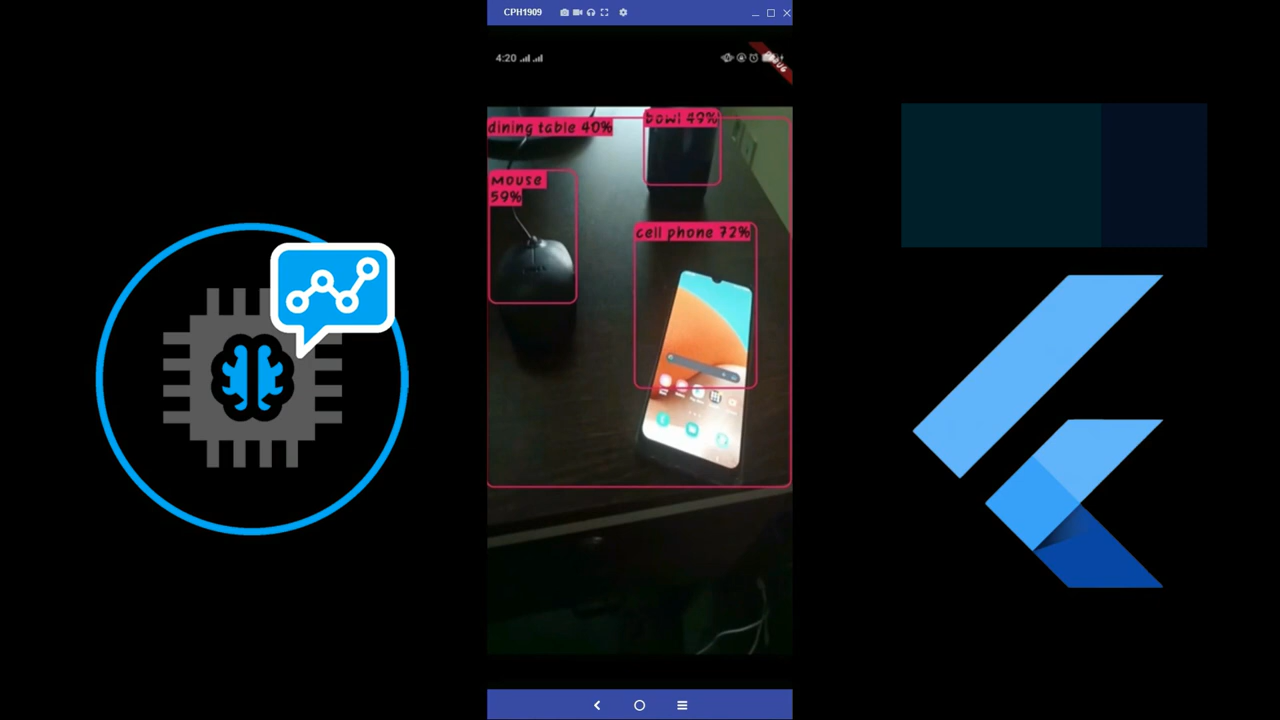 CPH1909
4:20
dining table 40%
bowl 49%
mouse
59%
cell phone 72%